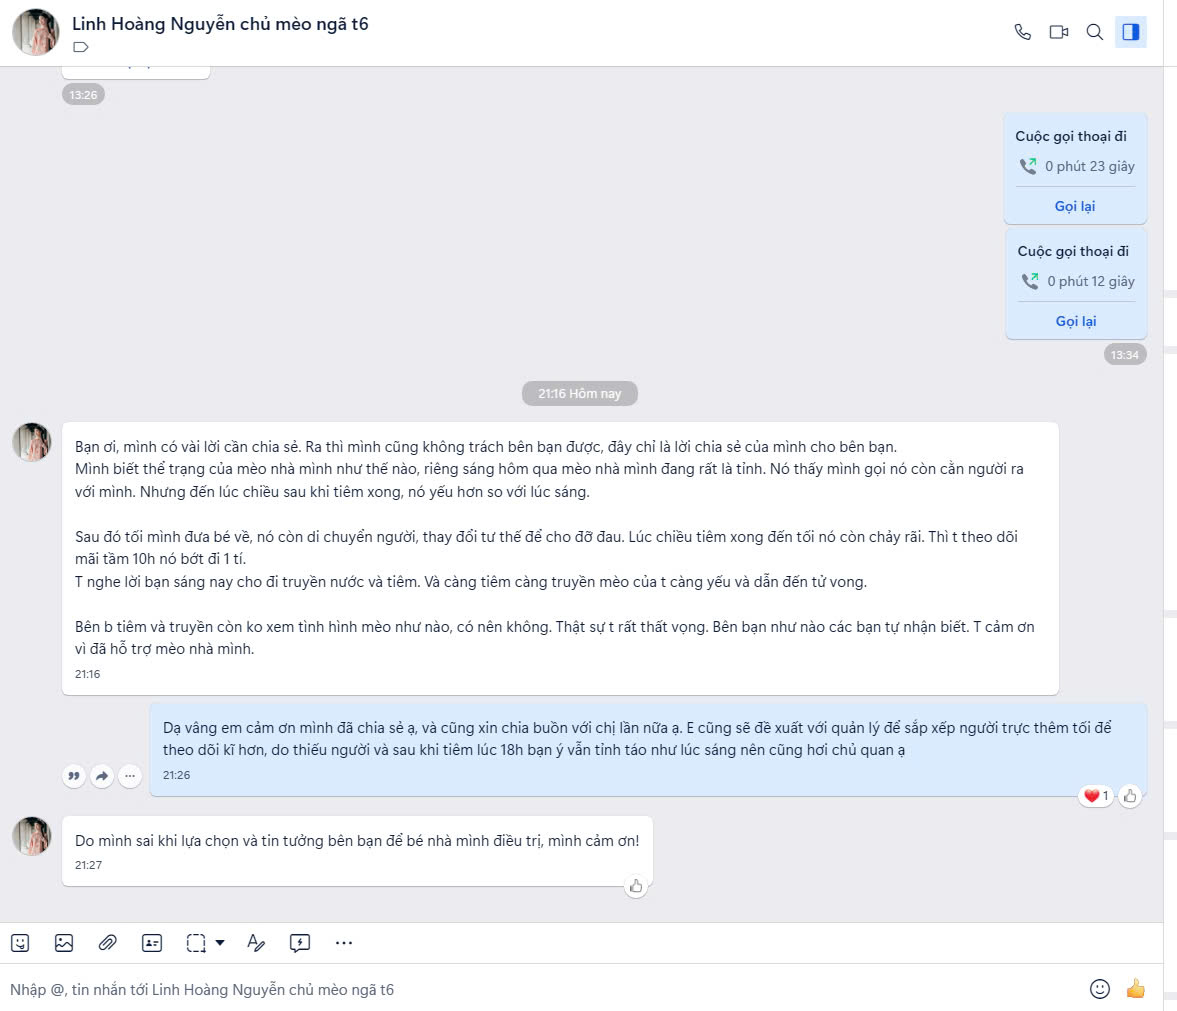 Linh Hoàng Nguyễn chủ mèo ngã t6
13:26
Cuộc gọi thoại đi
0 phút 23 giây
Gọi lại
Cuộc gọi thoại đi
0 phút 12 giây
Gọi lại
13:34
21:16 Hôm nay
Bạn ơi, mình có vài lời cần chia sẻ. Ra thì mình cũng không trách bên bạn được, đây chỉ là lời chia sẻ của mình cho bên bạn.
Mình biết thể trạng của mèo nhà mình như thế nào, riêng sáng hôm qua mèo nhà mình đang rất là tỉnh. Nó thấy mình gọi nó còn cằn người ra
với mình. Nhưng đến lúc chiều sau khi tiêm xong, nó yếu hơn so với lúc sáng.
Sau đó tối mình đưa bé về, nó còn di chuyển người, thay đổi tư thế để cho đỡ đau. Lúc chiều tiêm xong đến tối nó còn chảy rãi. Thì t theo dõi
mãi tầm 10h nó bớt đi 1 tí.
T nghe lời bạn sáng nay cho đi truyền nước và tiêm. Và càng tiêm càng truyền mèo của t càng yếu và dẫn đến tử vong.
Bên b tiêm và truyền còn ko xem tình hình mèo như nào, có nên không. Thật sự t rất thất vọng. Bên bạn như nào các bạn tự nhận biết. T cảm ơn
vì đã hỗ trợ mèo nhà mình.
21:16
Dạ vâng em cảm ơn mình đã chia sẻ ạ, và cũng xin chia buồn với chị lần nữa ạ. E cũng sẽ đề xuất với quản lý để sắp xếp người trực thêm tối để
theo dõi kĩ hơn, do thiếu người và sau khi tiêm lúc 18h bạn ý vẫn tỉnh táo như lúc sáng nên cũng hơi chủ quan ạ
21:26
1
Do mình sai khi lựa chọn và tin tưởng bên bạn để bé nhà mình điều trị, mình cảm ơn!
21:27
Nhập @, tin nhắn tới Linh Hoàng Nguyễn chủ mèo ngã t6